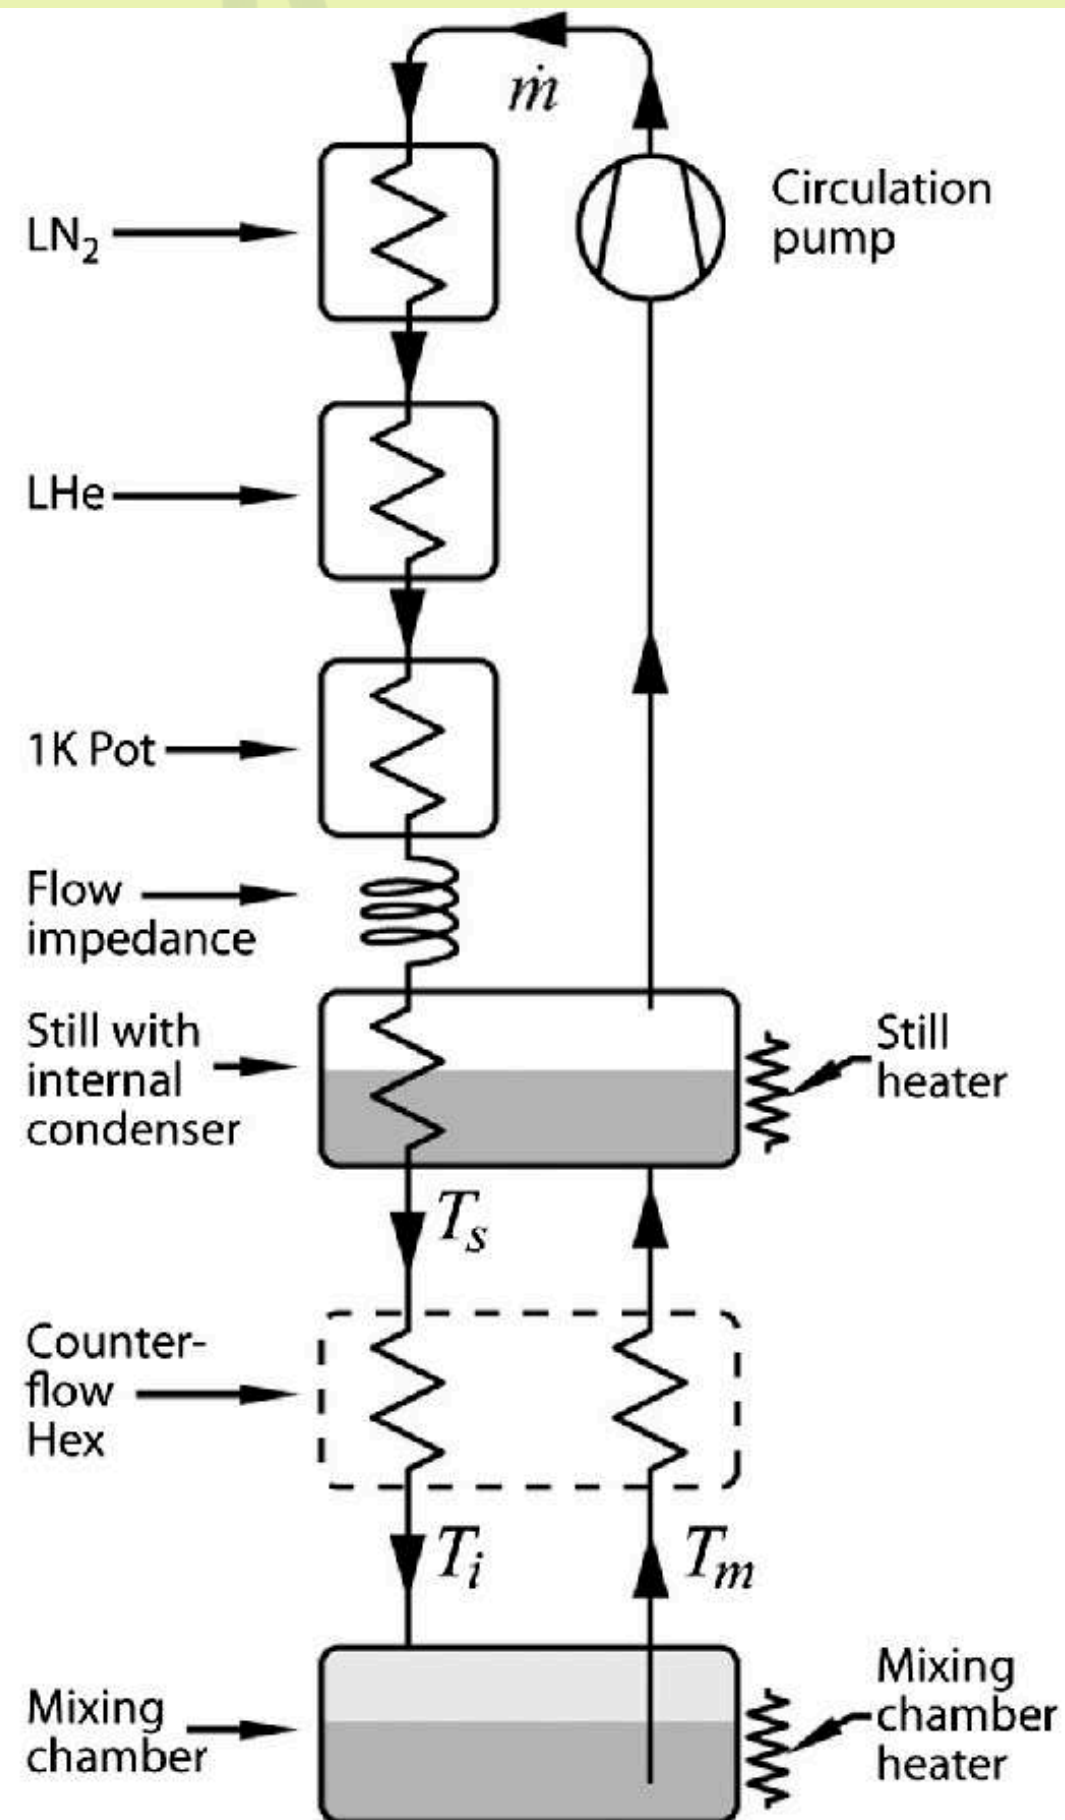 ṁ
Circulation
pump
LN₂
LHe
1K Pot
Flow
impedance
Still with
internal
condenser
Still
heater
Tₛ
Counter-
flow
Hex
Tᵢ
Tₘ
Mixing
chamber
Mixing
chamber
heater